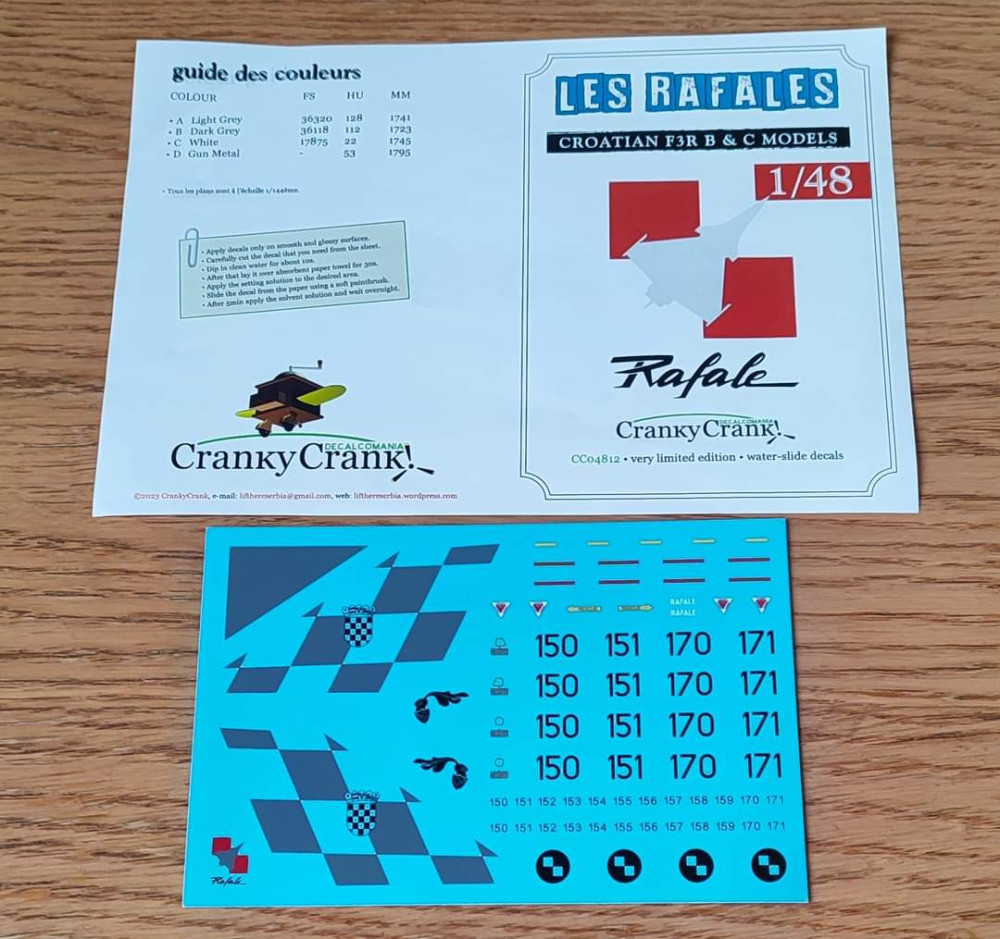 guide des couleurs
COLOUR FS HU MM
• A Light Grey 36320 128 1741
• B Dark Grey 36118 112 1723
• C White 17875 22 1745
• D Gun Metal - 53 1795
• Tous les plans sont à l'échelle 1/144ème.
• Apply decals only on smooth and glossy surfaces.
• Carefully cut the decal that you need from the sheet.
• Dip in clean water for about 10s.
• After that lay it over absorbent paper towel for 30s.
• Apply the setting solution to the desired area.
• Slide the decal from the paper using a soft paintbrush.
• After 5min apply the solvent solution and wait overnight.
DECALCOMANIA
CrankyCrank!
©2023 CrankyCrank, e-mail: lifthereserbia@gmail.com, web: lifthereserbia.wordpress.com
LES RAFALES
CROATIAN F3R B & C MODELS
1/48
Rafale
DECALCOMANIA
CrankyCrank!
CC04812 • very limited edition • water-slide decals
RAFALE
RAFALE
150 151 170 171
150 151 170 171
150 151 170 171
150 151 170 171
150 151 152 153 154 155 156 157 158 159 170 171
150 151 152 153 154 155 156 157 158 159 170 171
Rafale